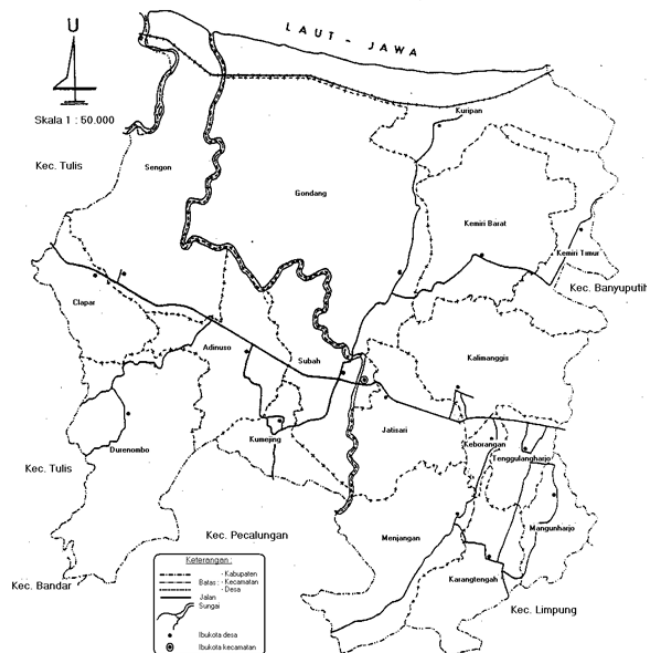 U
LAUT - JAWA
Skala 1 : 50.000
Kuripan
Kec. Tulis
Sengon
Gondang
Kemiri Barat
Kemiri Timur
Kec. Banyuputih
Clapar
Adinuso
Subah
Kalimanggis
Jatisari
Kumejing
Keborangan
Durenombo
Tenggulangharjo
Kec. Tulis
Mangunharjo
Kec. Pecalungan
Menjangan
Keterangan :
- Kabupaten
Batas : - Kecamatan
- Desa
Jalan
Sungai
Ibukota desa
Ibukota kecamatan
Karangtengah
Kec. Bandar
Kec. Limpung